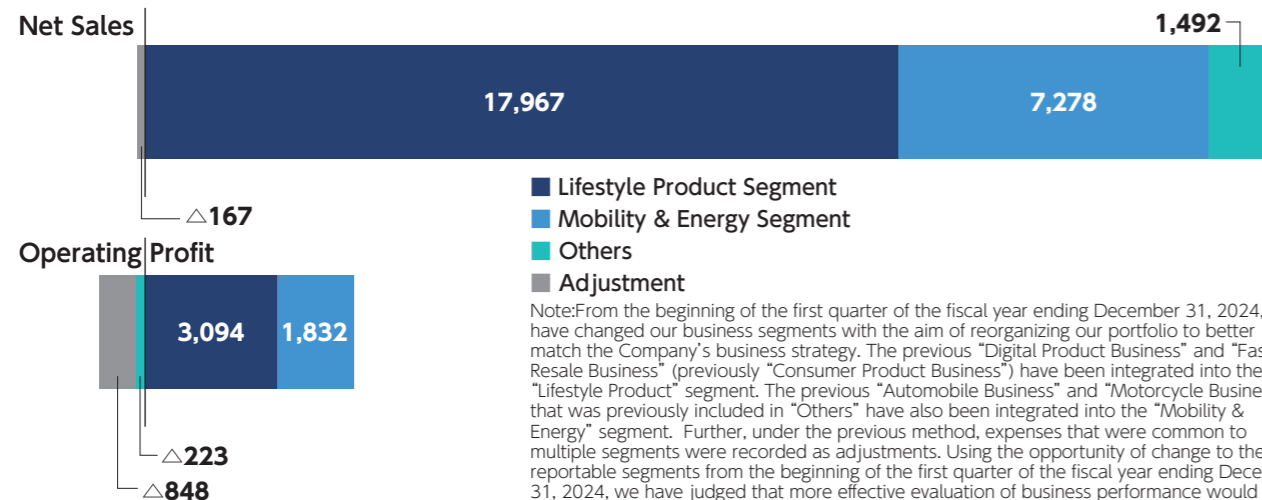 Net Sales
1,492
17,967
7,278
△167
Lifestyle Product Segment
Mobility & Energy Segment
Others
Adjustment
Operating Profit
3,094
1,832
△223
△848
Note:From the beginning of the first quarter of the fiscal year ending December 31, 2024,
have changed our business segments with the aim of reorganizing our portfolio to better
match the Company's business strategy. The previous "Digital Product Business" and "Fas
Resale Business" (previously "Consumer Product Business") have been integrated into the
"Lifestyle Product" segment. The previous "Automobile Business" and "Motorcycle Busine
that was previously included in "Others" have also been integrated into the "Mobility &
Energy" segment. Further, under the previous method, expenses that were common to
multiple segments were recorded as adjustments. Using the opportunity of change to the
reportable segments from the beginning of the first quarter of the fiscal year ending Dece
31, 2024, we have judged that more effective evaluation of business performance would